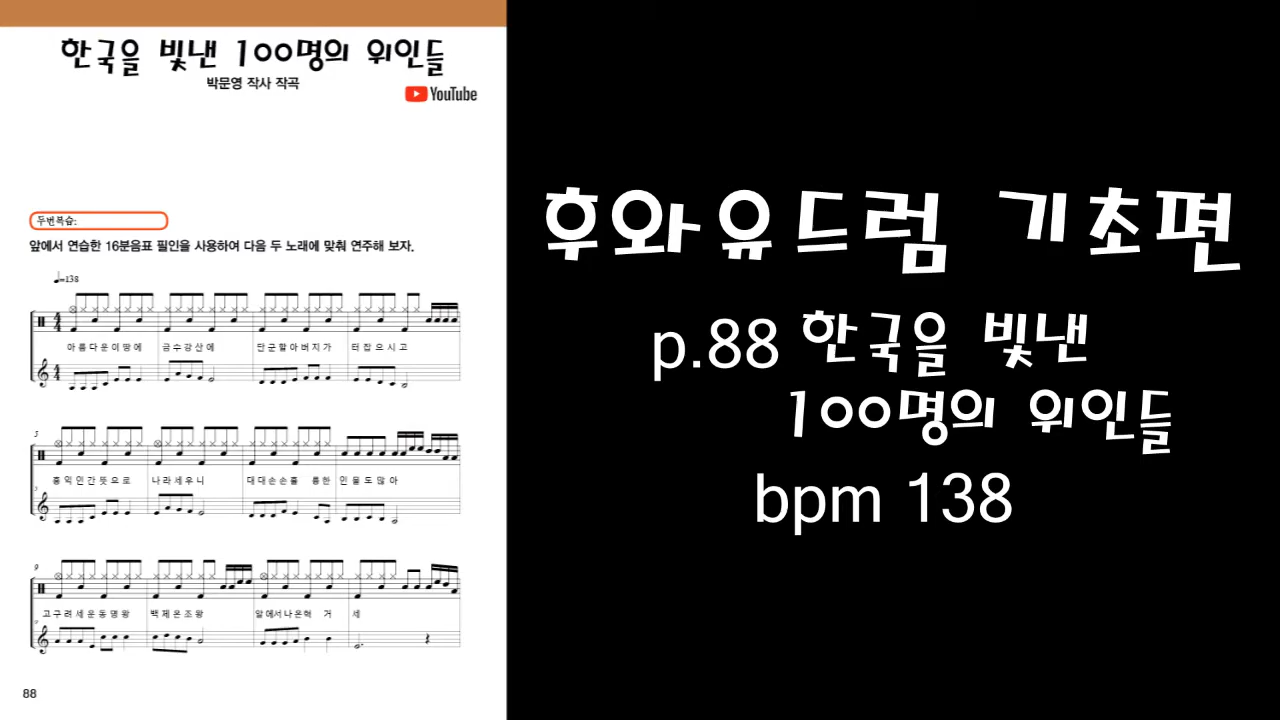 한국을 빛낸 100명의 위인들
박문영 작사 작곡
YouTube
두번복습:
앞에서 연습한 16분음표 필인을 사용하여 다음 두 노래에 맞춰 연주해 보자.
♩=138
아름다운이땅에 금수강산에 단군할아버지가 터잡으시고
5
홍익인간뜻으로 나라세우니 대대손손훌 륭한 인물도많아
5
9
고구려세운동명왕 백제온조왕 알에서나온혁 거 세
9
88
후와유드럼 기초편
p.88 한국을 빛낸
100명의 위인들
bpm 138